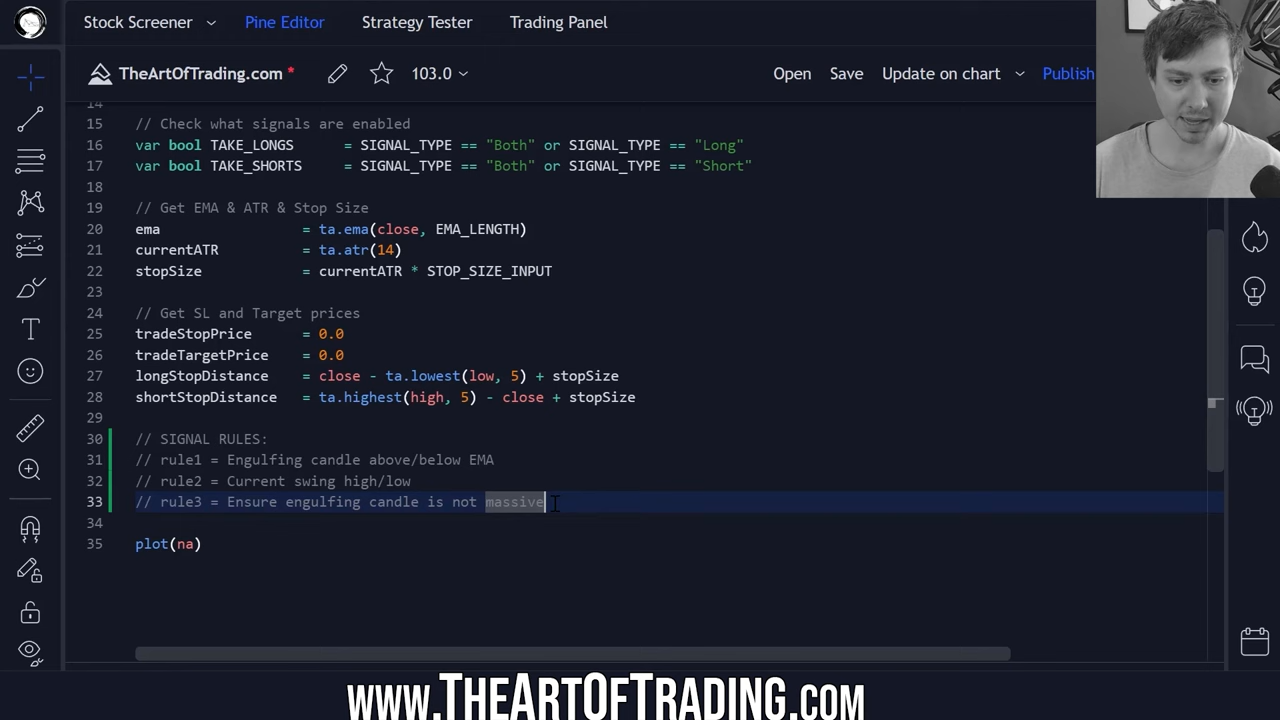 Stock Screener Pine Editor Strategy Tester Trading Panel
TheArtOfTrading.com * 103.0 Open Save Update on chart Publish
14
15 // Check what signals are enabled
16 var bool TAKE_LONGS = SIGNAL_TYPE == "Both" or SIGNAL_TYPE == "Long"
17 var bool TAKE_SHORTS = SIGNAL_TYPE == "Both" or SIGNAL_TYPE == "Short"
18
19 // Get EMA & ATR & Stop Size
20 ema = ta.ema(close, EMA_LENGTH)
21 currentATR = ta.atr(14)
22 stopSize = currentATR * STOP_SIZE_INPUT
23
24 // Get SL and Target prices
25 tradeStopPrice = 0.0
26 tradeTargetPrice = 0.0
27 longStopDistance = close - ta.lowest(low, 5) + stopSize
28 shortStopDistance = ta.highest(high, 5) - close + stopSize
29
30 // SIGNAL RULES:
31 // rule1 = Engulfing candle above/below EMA
32 // rule2 = Current swing high/low
33 // rule3 = Ensure engulfing candle is not massive
34
35 plot(na)
www.TheArtOfTrading.com